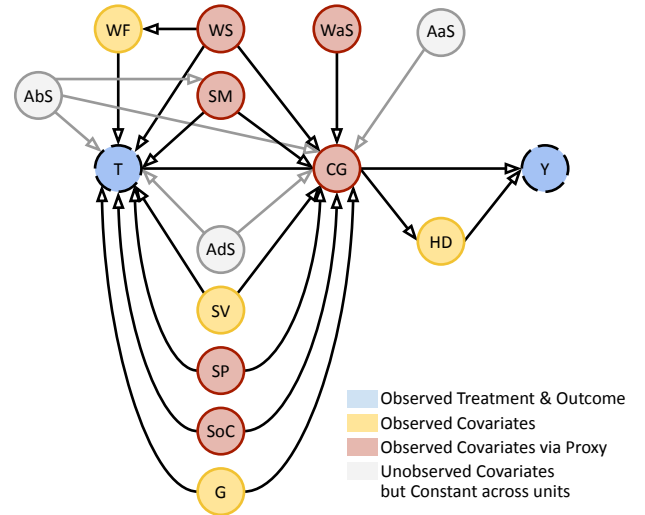 WF
WS
WaS
AaS
AbS
SM
T
CG
Y
AdS
HD
SV
SP
SoC
G
Observed Treatment & Outcome
Observed Covariates
Observed Covariates via Proxy
Unobserved Covariates
but Constant across units